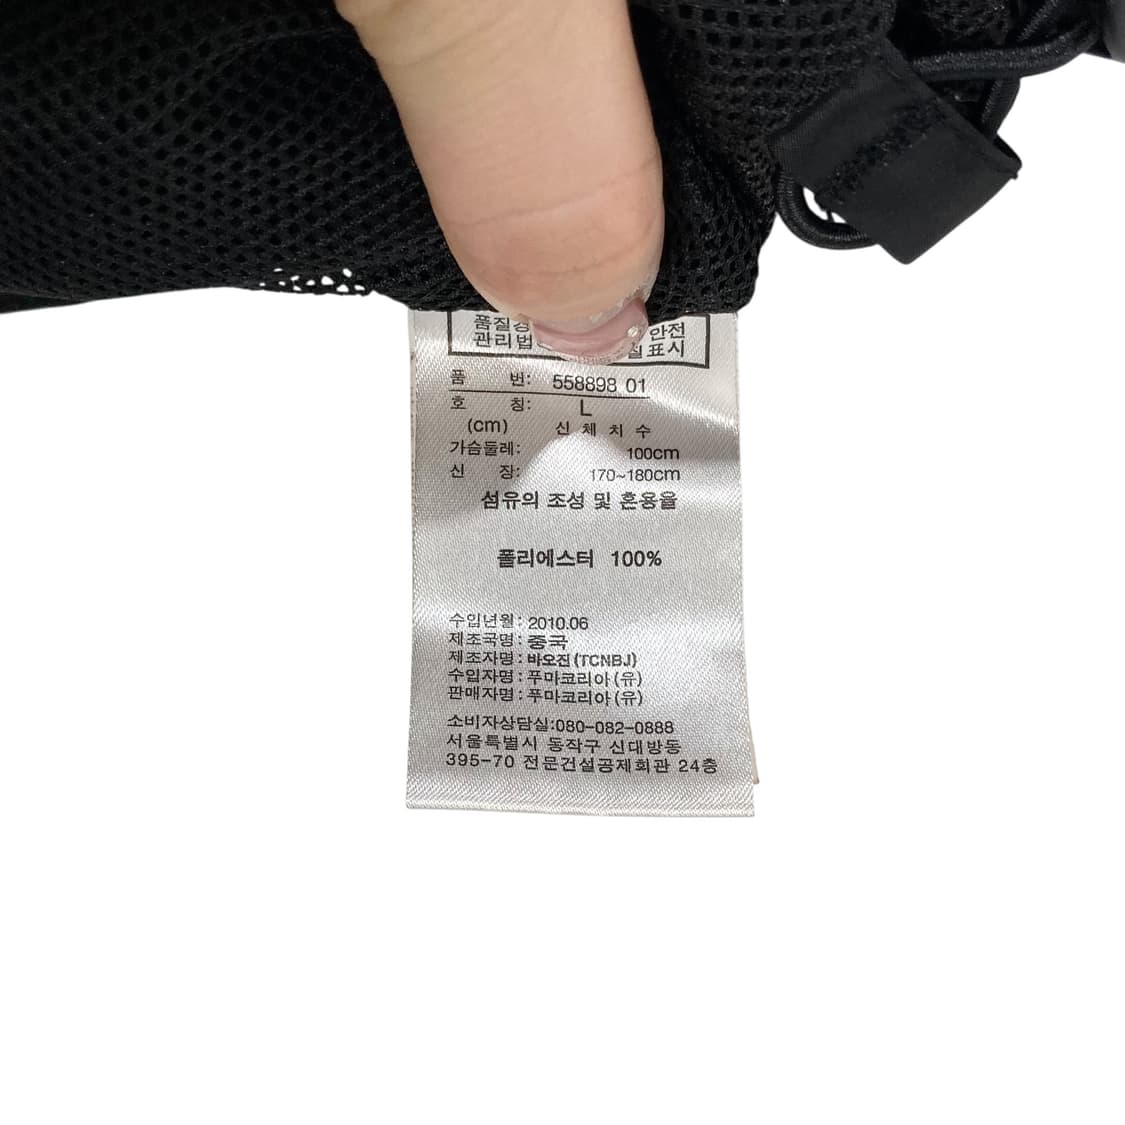 품질경 안전
관리법 질표시
품 번: 558898 01
호 칭: L
(cm) 신 체 치 수
가슴둘레: 100cm
신 장: 170~180cm
섬유의 조성 및 혼용율
폴리에스터 100%
수입년월: 2010.06
제조국명: 중국
제조자명: 바오진(TCNBJ)
수입자명: 푸마코리아(유)
판매자명: 푸마코리아(유)
소비자상담실:080-082-0888
서울특별시 동작구 신대방동
395-70 전문건설공제회관 24층